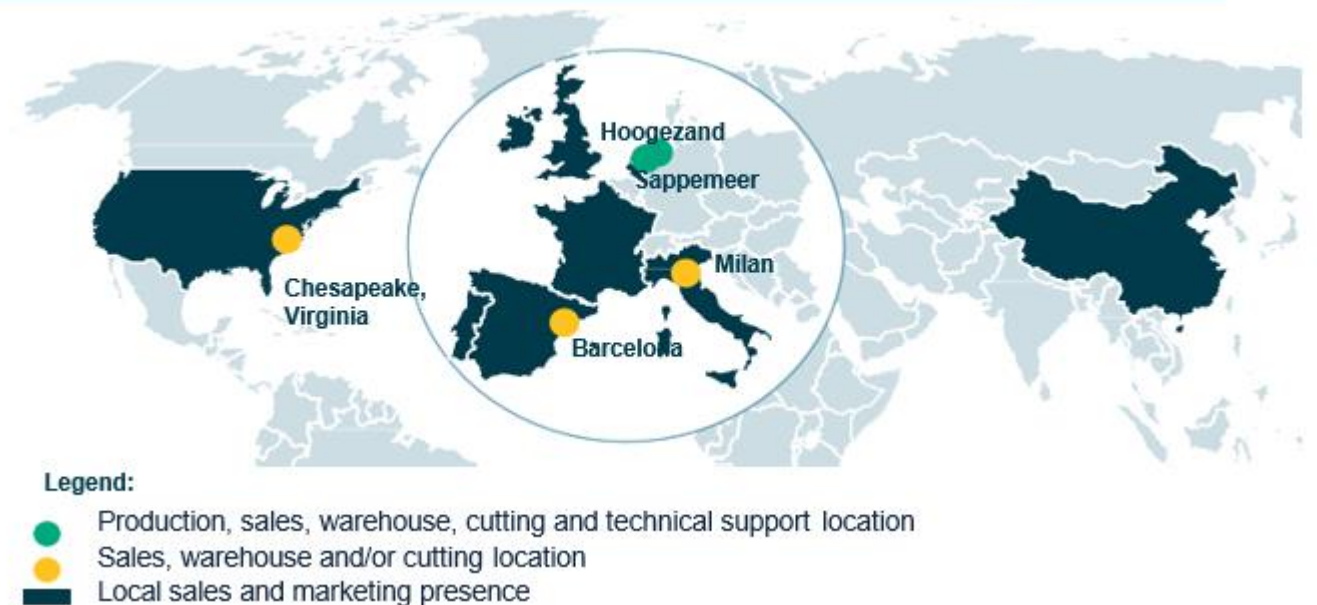 Hoogezand
Sappemeer
Milan
Chesapeake,
Virginia
Barcelona
Legend:
Production, sales, warehouse, cutting and technical support location
Sales, warehouse and/or cutting location
Local sales and marketing presence